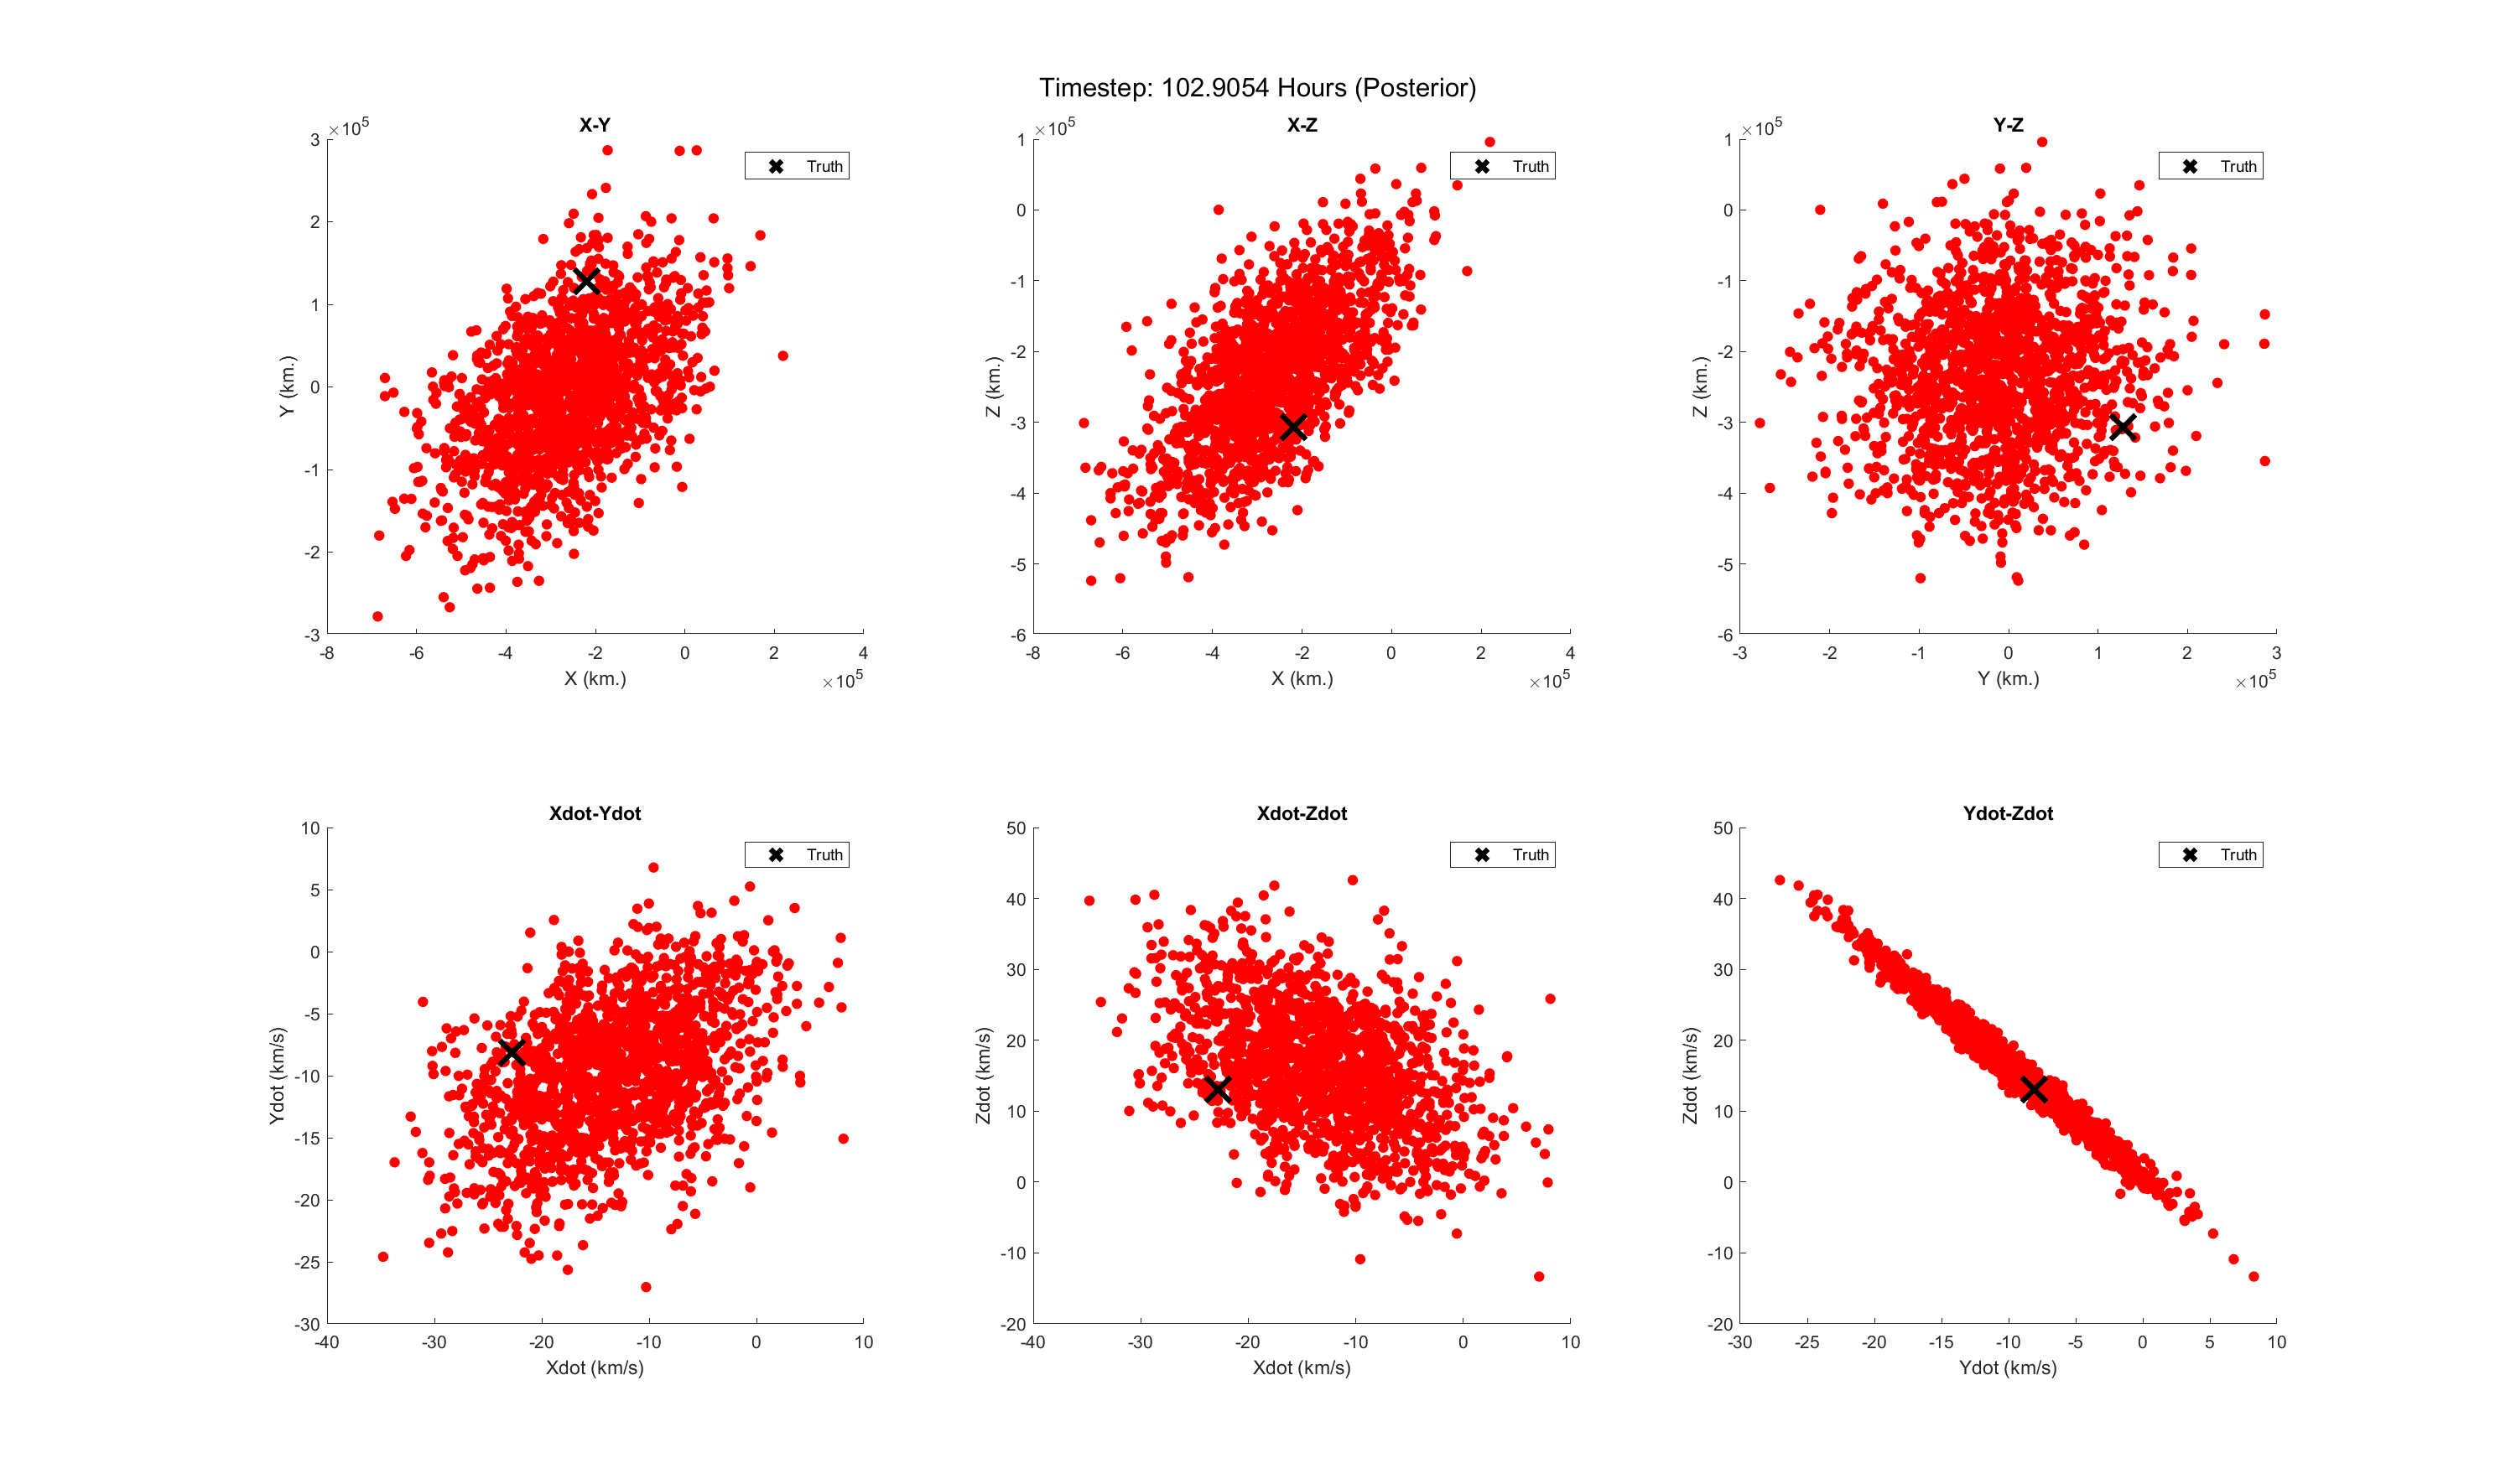 Timestep: 102.9054 Hours (Posterior)
X-Y
×10^5
3
2
1
0
-1
-2
-3
Y (km.)
-8 -6 -4 -2 0 2 4
X (km.)
×10^5
Truth
X-Z
×10^5
1
0
-1
-2
-3
-4
-5
-6
Z (km.)
-8 -6 -4 -2 0 2 4
X (km.)
×10^5
Truth
Y-Z
×10^5
1
0
-1
-2
-3
-4
-5
-6
Z (km.)
-3 -2 -1 0 1 2 3
Y (km.)
×10^5
Truth
Xdot-Ydot
10
5
0
-5
-10
-15
-20
-25
-30
Ydot (km/s)
-40 -30 -20 -10 0 10
Xdot (km/s)
Truth
Xdot-Zdot
50
40
30
20
10
0
-10
-20
Zdot (km/s)
-40 -30 -20 -10 0 10
Xdot (km/s)
Truth
Ydot-Zdot
50
40
30
20
10
0
-10
-20
Zdot (km/s)
-30 -25 -20 -15 -10 -5 0 5 10
Ydot (km/s)
Truth